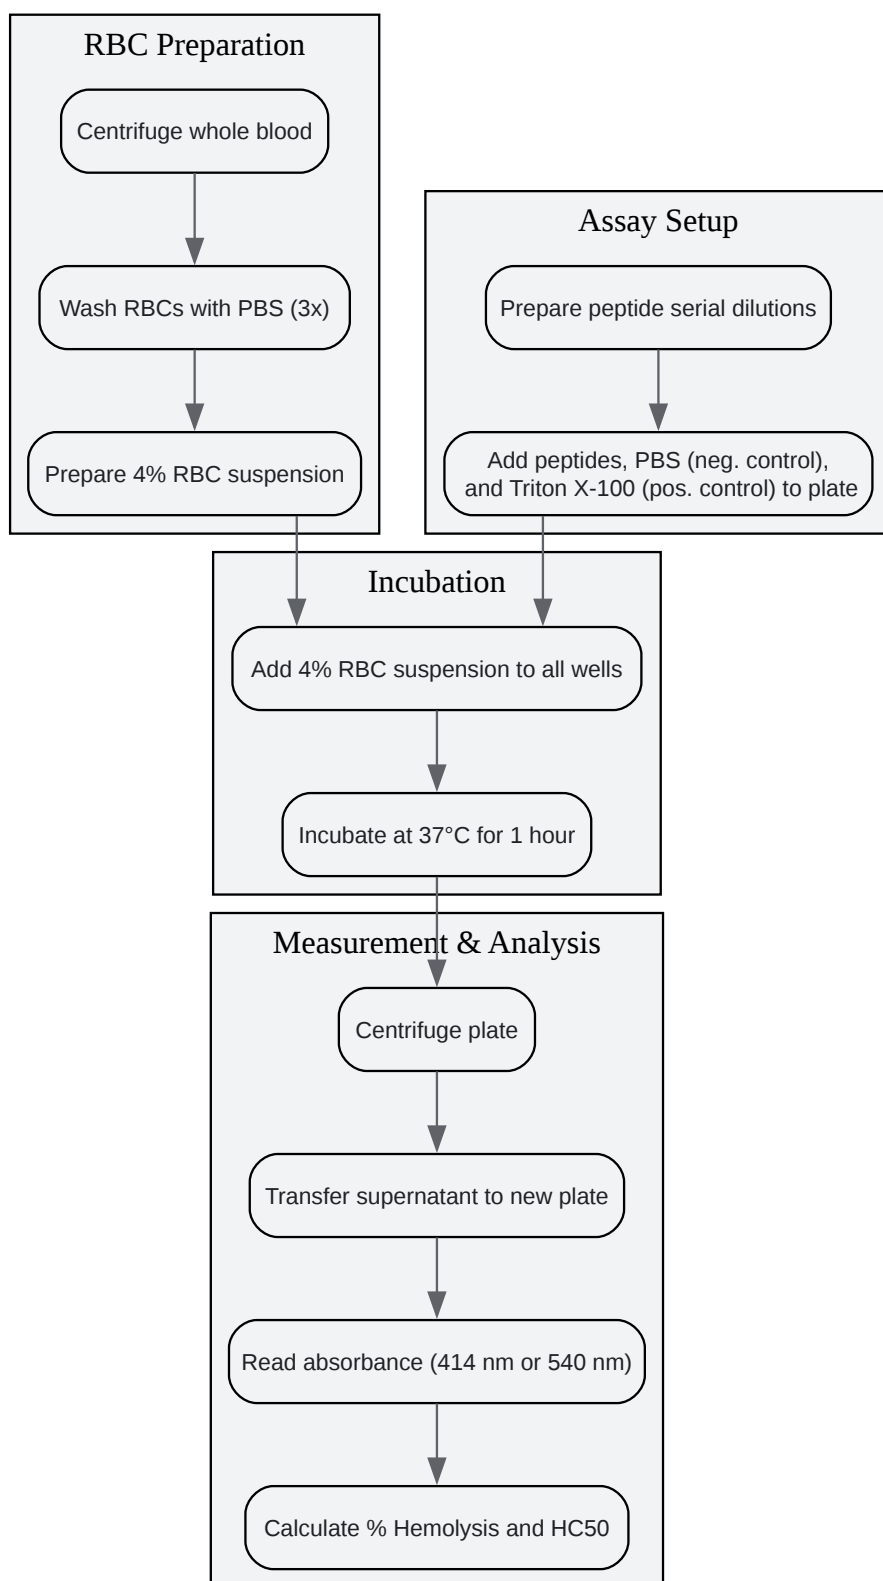 RBC Preparation
Centrifuge whole blood
Wash RBCs with PBS (3x)
Prepare 4% RBC suspension
Assay Setup
Prepare peptide serial dilutions
Add peptides, PBS (neg. control),
and Triton X-100 (pos. control) to plate
Incubation
Add 4% RBC suspension to all wells
Incubate at 37°C for 1 hour
Measurement & Analysis
Centrifuge plate
Transfer supernatant to new plate
Read absorbance (414 nm or 540 nm)
Calculate % Hemolysis and HC50